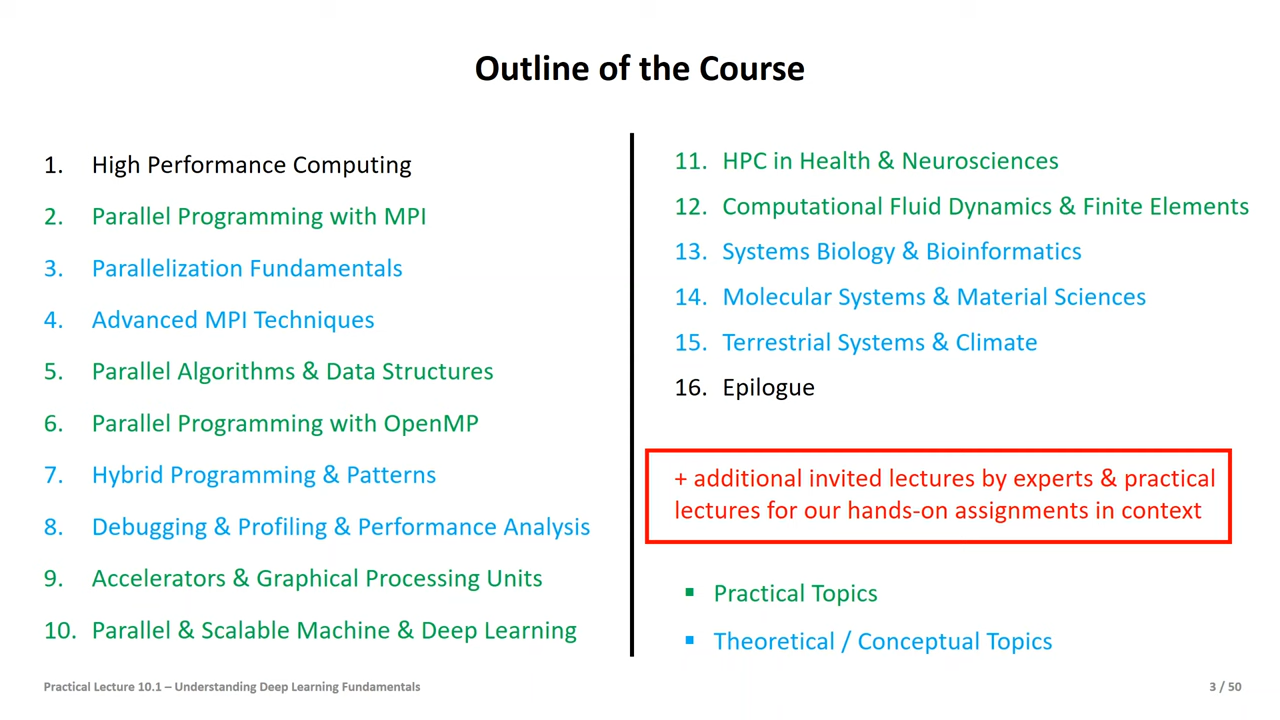 Outline of the Course
1. High Performance Computing
2. Parallel Programming with MPI
3. Parallelization Fundamentals
4. Advanced MPI Techniques
5. Parallel Algorithms & Data Structures
6. Parallel Programming with OpenMP
7. Hybrid Programming & Patterns
8. Debugging & Profiling & Performance Analysis
9. Accelerators & Graphical Processing Units
10. Parallel & Scalable Machine & Deep Learning
11. HPC in Health & Neurosciences
12. Computational Fluid Dynamics & Finite Elements
13. Systems Biology & Bioinformatics
14. Molecular Systems & Material Sciences
15. Terrestrial Systems & Climate
16. Epilogue
+ additional invited lectures by experts & practical
lectures for our hands-on assignments in context
▪ Practical Topics
▪ Theoretical / Conceptual Topics
Practical Lecture 10.1 – Understanding Deep Learning Fundamentals
3 / 50